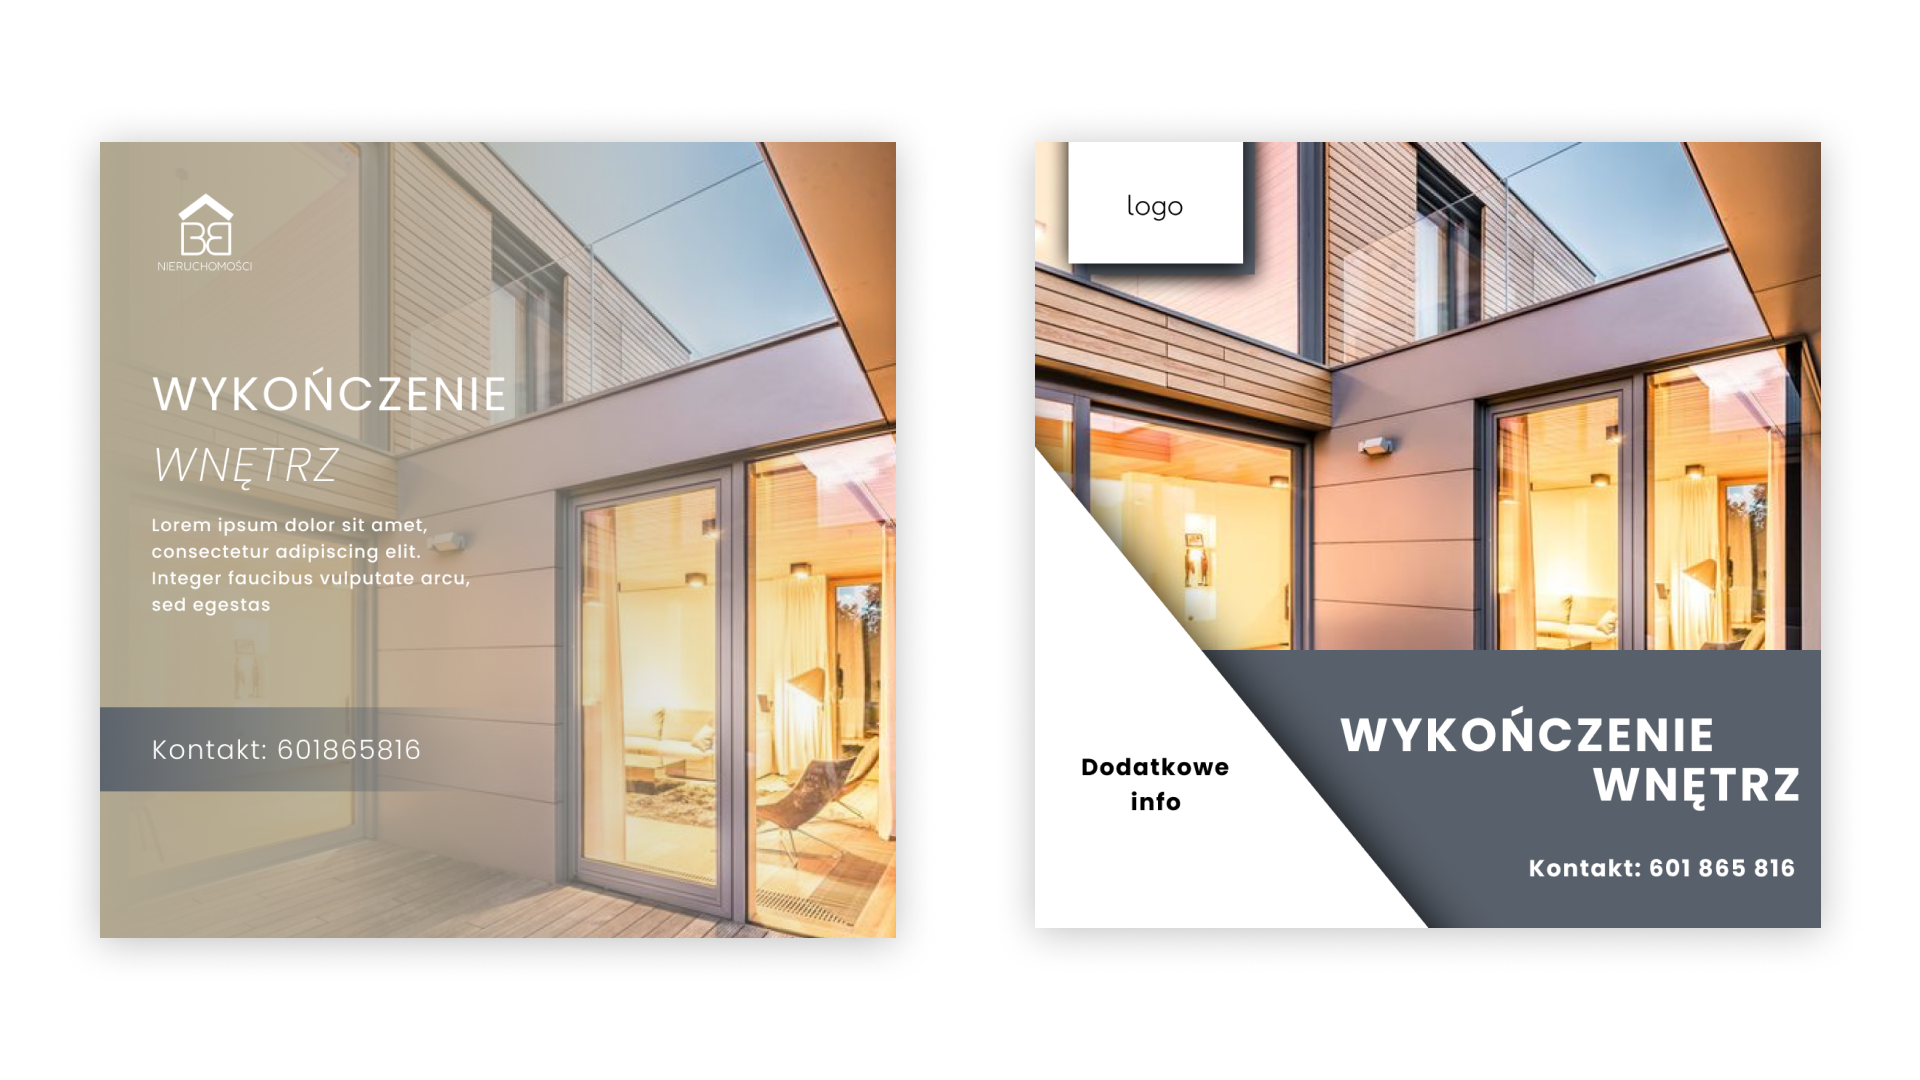 BB
NIERUCHOMOŚCI
WYKOŃCZENIE
WNĘTRZ
Lorem ipsum dolor sit amet,
consectetur adipiscing elit.
Integer faucibus vulputate arcu,
sed egestas
Kontakt: 601865816
logo
WYKOŃCZENIE
WNĘTRZ
Dodatkowe
info
Kontakt: 601 865 816